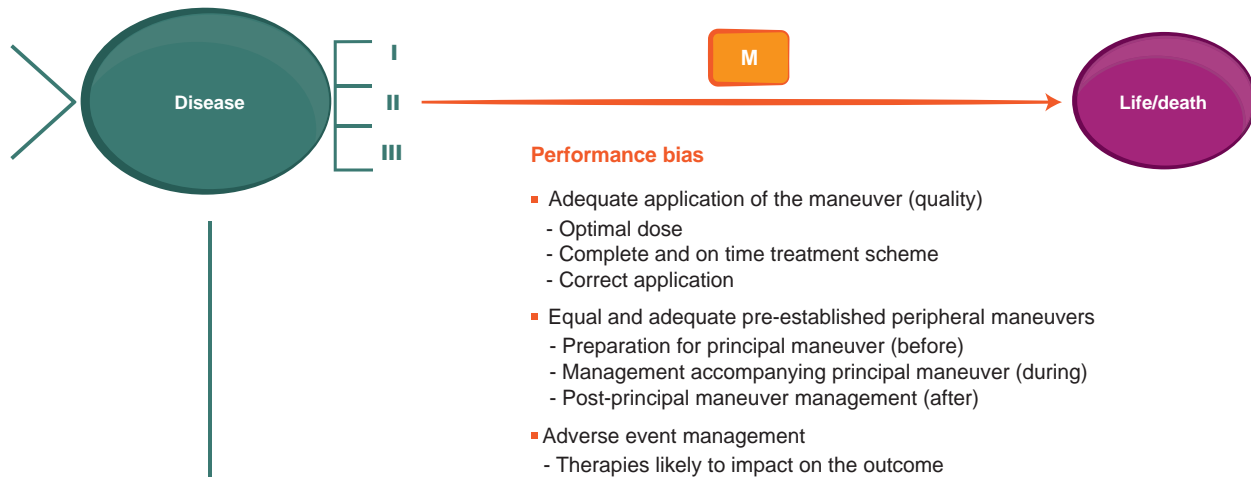 Disease
I
II
III
M
Life/death
Performance bias
▪ Adequate application of the maneuver (quality)
- Optimal dose
- Complete and on time treatment scheme
- Correct application
▪ Equal and adequate pre-established peripheral maneuvers
- Preparation for principal maneuver (before)
- Management accompanying principal maneuver (during)
- Post-principal maneuver management (after)
▪ Adverse event management
- Therapies likely to impact on the outcome